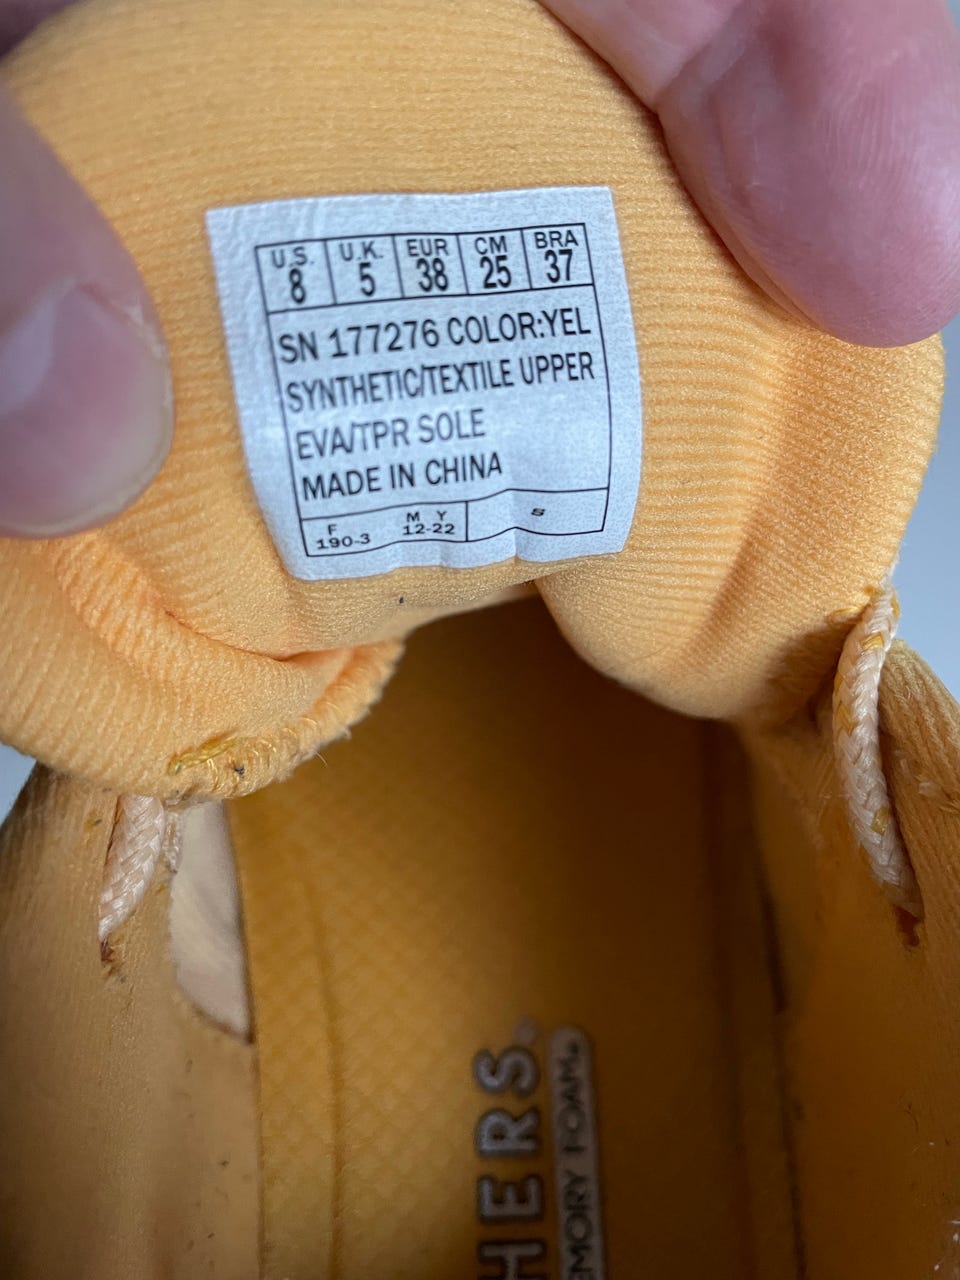 U.S. U.K. EUR CM BRA
8 5 38 25 37
SN 177276 COLOR:YEL
SYNTHETIC/TEXTILE UPPER
EVA/TPR SOLE
MADE IN CHINA
F M Y S
190-3 12-22
HERS.
EMORY FOAM